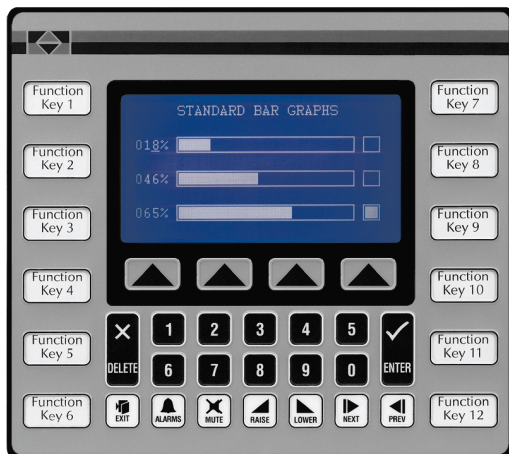 Function
Key 1
Function
Key 2
Function
Key 3
Function
Key 4
Function
Key 5
Function
Key 6
STANDARD BAR GRAPHS
018%
046%
065%
Function
Key 7
Function
Key 8
Function
Key 9
Function
Key 10
Function
Key 11
Function
Key 12
DELETE
1 2 3 4 5
6 7 8 9 0
ENTER
EXIT ALARMS MUTE RAISE LOWER NEXT PREV